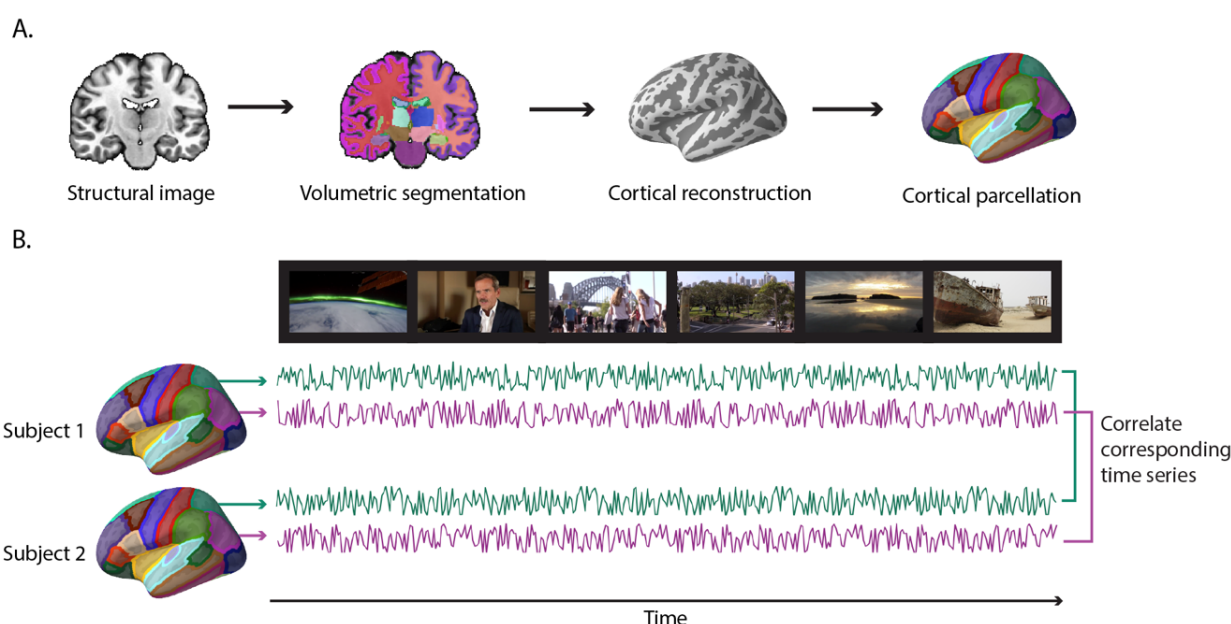 A.
Structural image
Volumetric segmentation
Cortical reconstruction
Cortical parcellation
B.
Subject 1
Subject 2
Correlate
corresponding
time series
Time